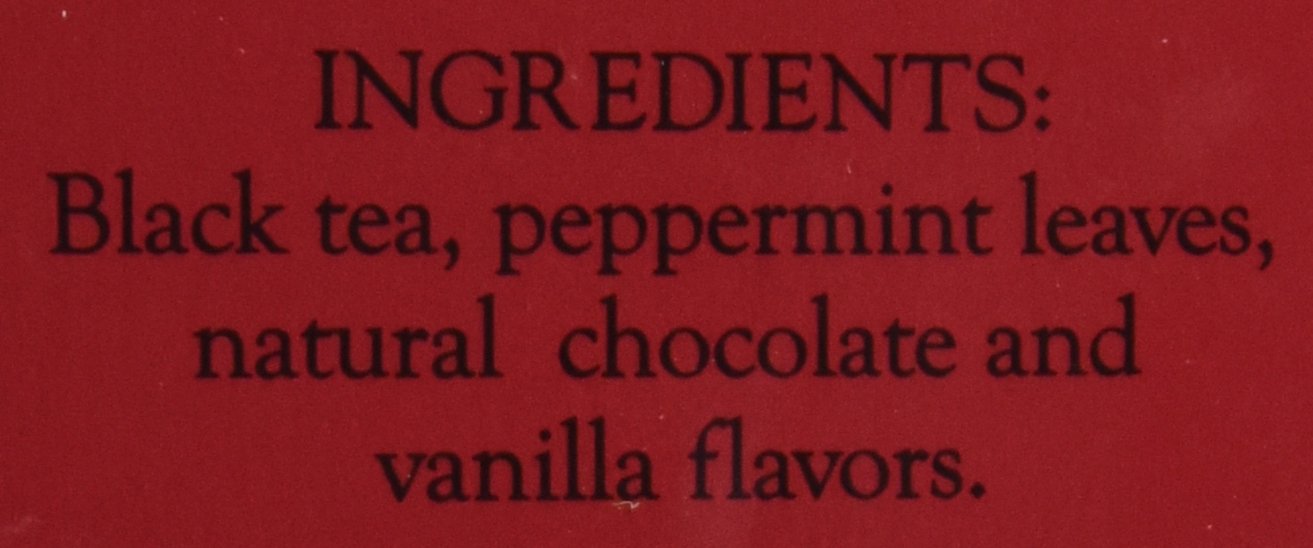 INGREDIENTS:
Black tea, peppermint leaves,
natural chocolate and
vanilla flavors.